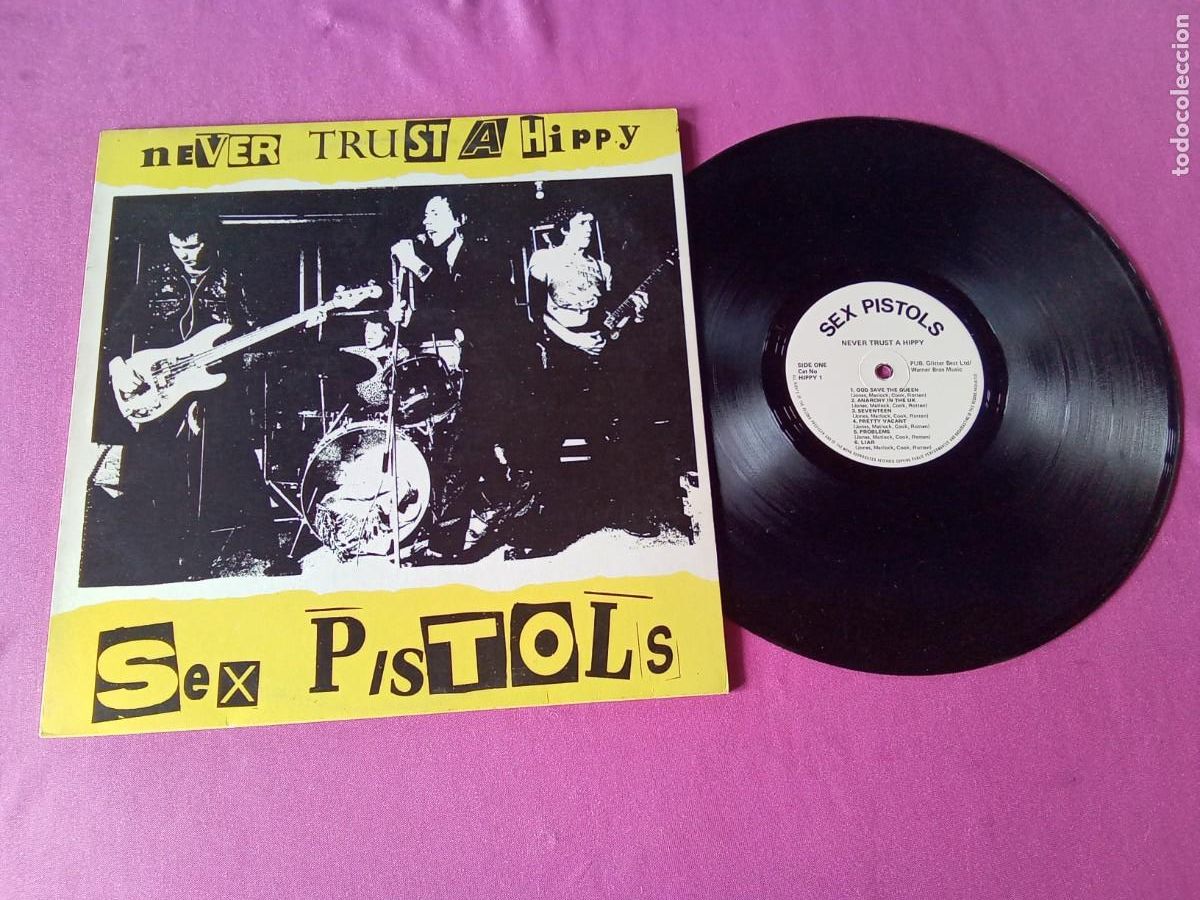 nEVER TRUST A HippY
Sex PisTOLs
SEX PISTOLS
NEVER TRUST A HIPPY
SIDE ONE
Cat No
HIPPY 1
PUB. Glitter Best Ltd/
Warner Bros Music
1. GOD SAVE THE QUEEN
(Jones, Matlock, Cook, Rotten)
2. ANARCHY IN THE UK
(Jones, Matlock, Cook, Rotten)
3. SEVENTEEN
(Jones, Matlock, Cook, Rotten)
4. PRETTY VACANT
(Jones, Matlock, Cook, Rotten)
5. PROBLEMS
(Jones, Matlock, Cook, Rotten)
6. LIAR
(Jones, Matlock, Cook, Rotten)
todocoleccion